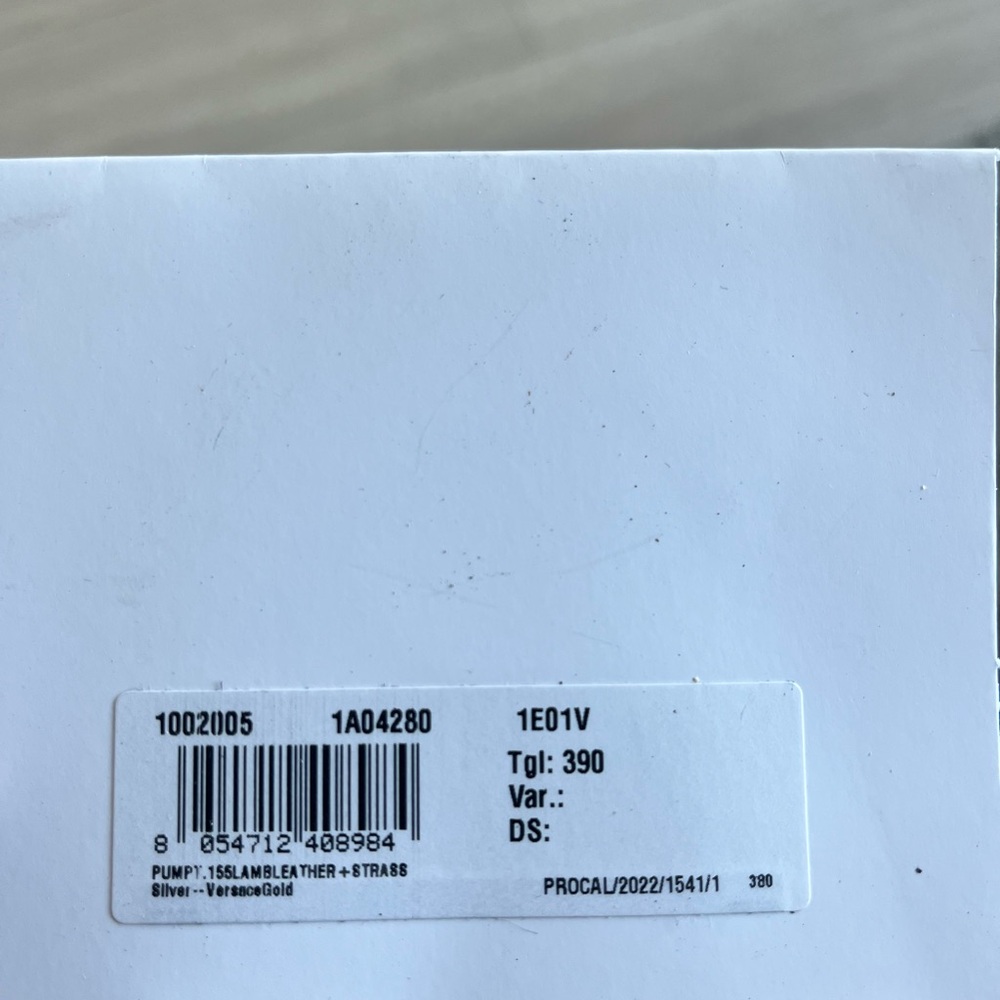 1002005 1A04280 1E01V
Tgl: 390
Var.:
DS:
8 054712 408984
PUMPT.155LAMBLEATHER+STRASS
Silver--VersaceGold
PROCAL/2022/1541/1 380